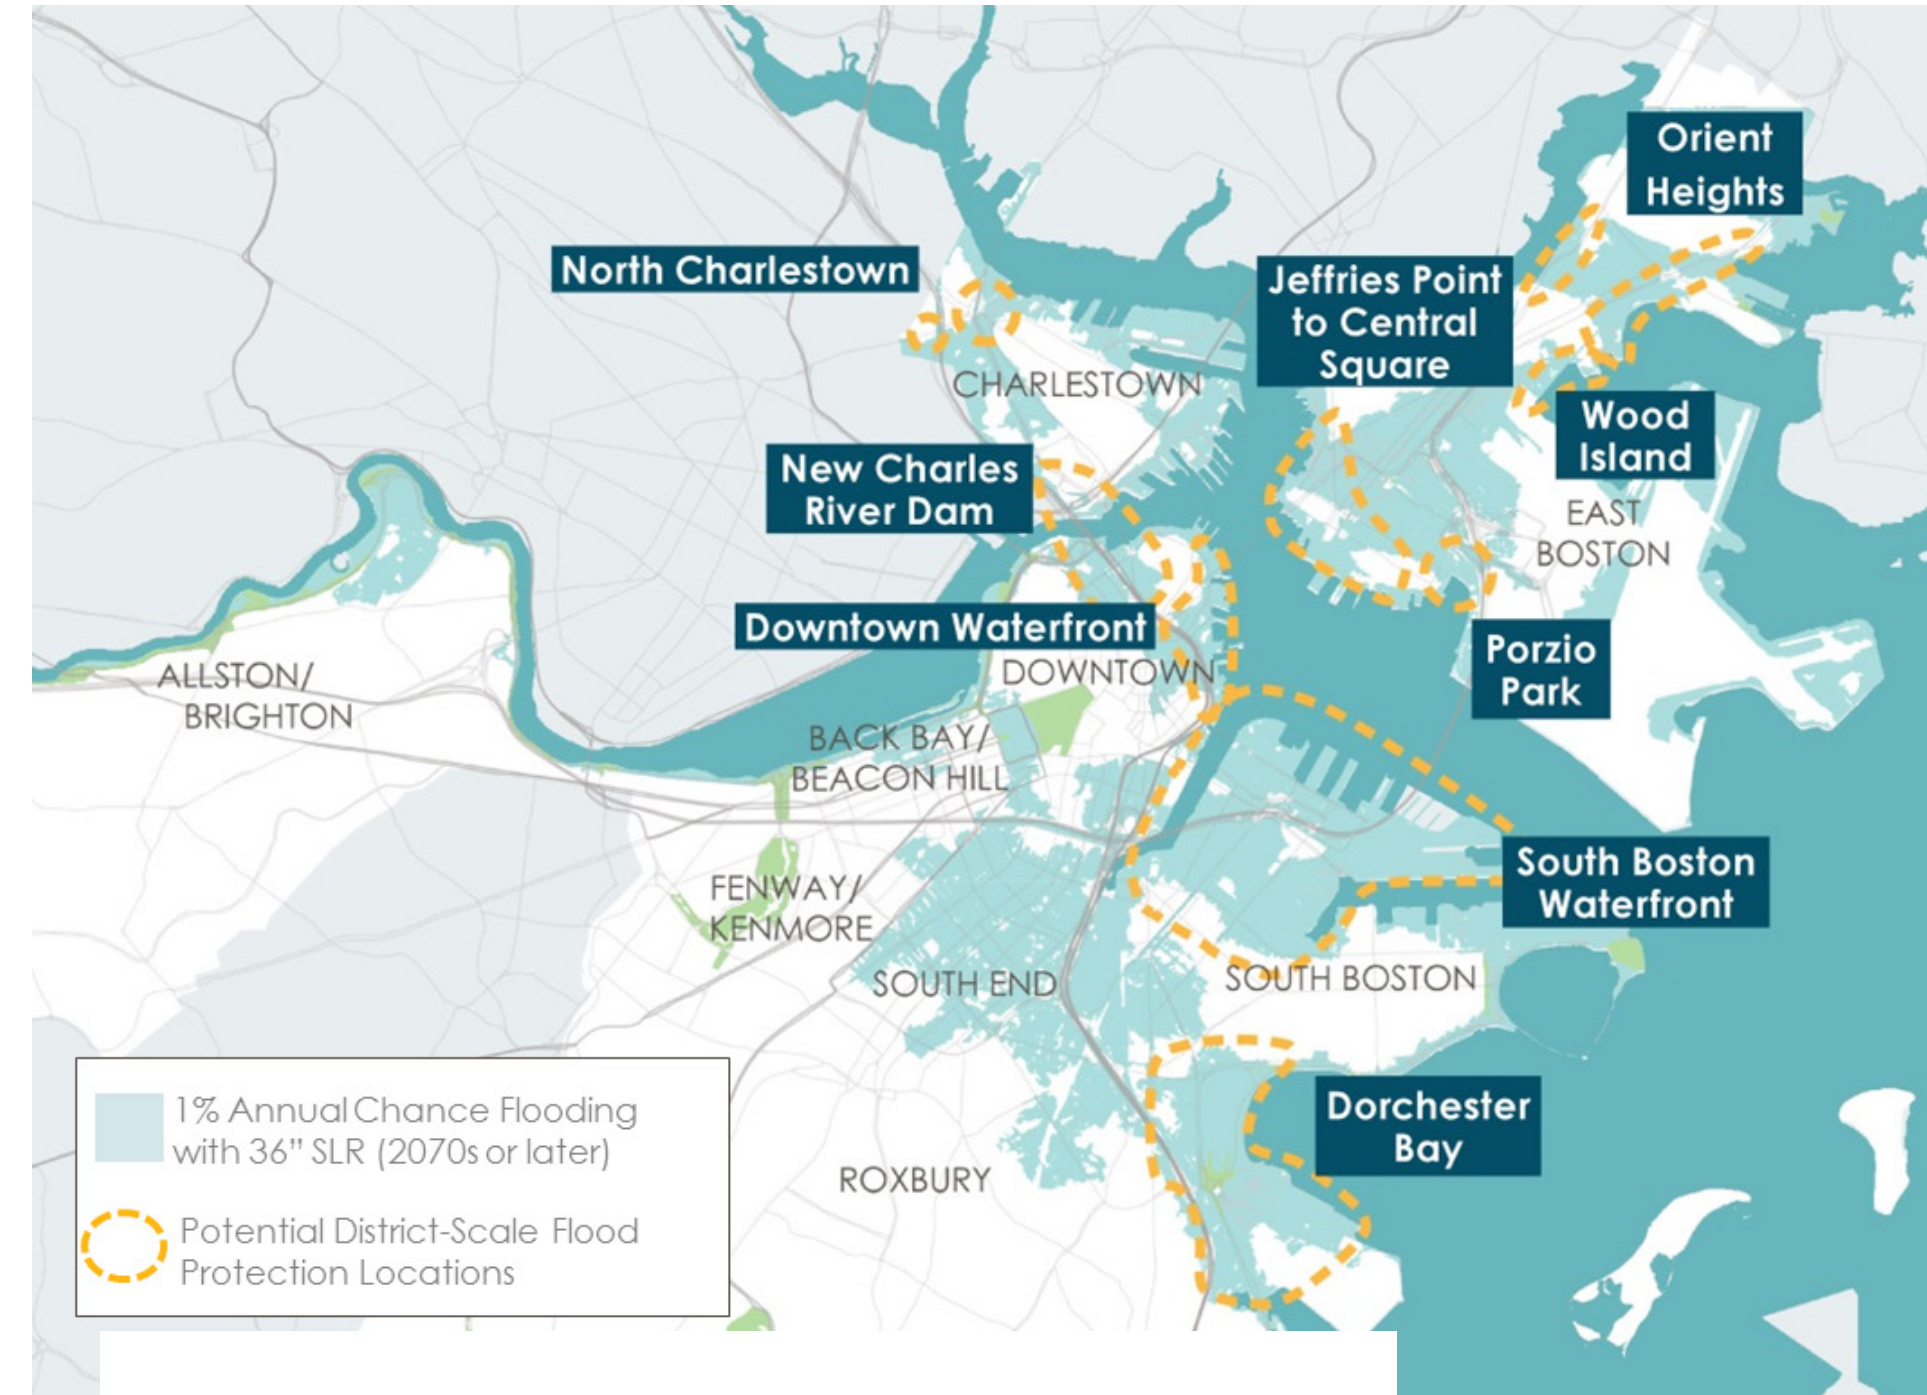 Orient
Heights
North Charlestown
Jeffries Point
to Central
Square
CHARLESTOWN
Wood
Island
New Charles
River Dam
EAST
BOSTON
Downtown Waterfront
Porzio
Park
DOWNTOWN
ALLSTON/
BRIGHTON
BACK BAY/
BEACON HILL
South Boston
Waterfront
FENWAY/
KENMORE
SOUTH END
SOUTH BOSTON
Dorchester
Bay
ROXBURY
1% Annual Chance Flooding
with 36” SLR (2070s or later)
Potential District-Scale Flood
Protection Locations